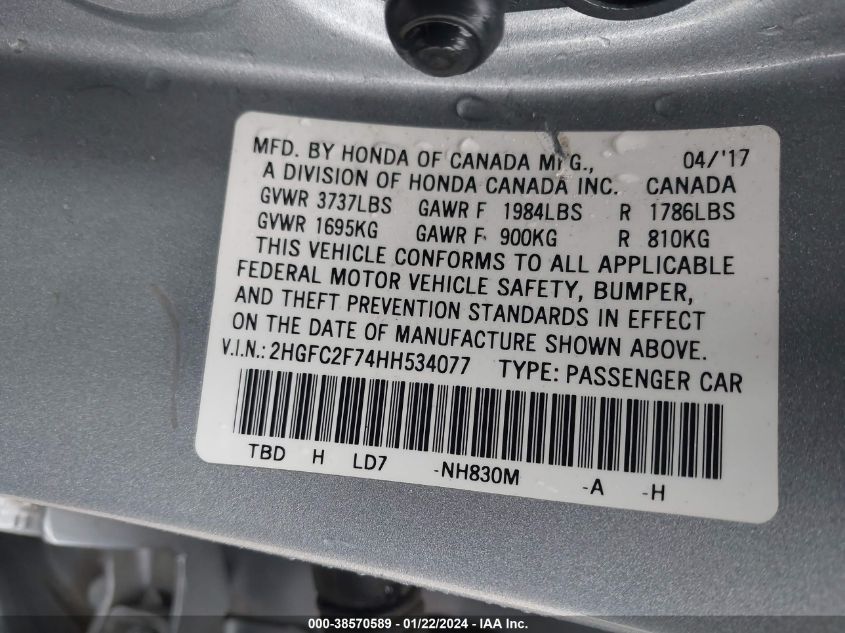 MFD. BY HONDA OF CANADA MFG., 04/'17
A DIVISION OF HONDA CANADA INC. CANADA
GVWR 3737LBS GAWR F 1984LBS R 1786LBS
GVWR 1695KG GAWR F 900KG R 810KG
THIS VEHICLE CONFORMS TO ALL APPLICABLE
FEDERAL MOTOR VEHICLE SAFETY, BUMPER,
AND THEFT PREVENTION STANDARDS IN EFFECT
ON THE DATE OF MANUFACTURE SHOWN ABOVE.
V.I.N.: 2HGFC2F74HH534077 TYPE: PASSENGER CAR
TBD H LD7 -NH830M -A -H
000-38570589 - 01/22/2024 - IAA Inc.